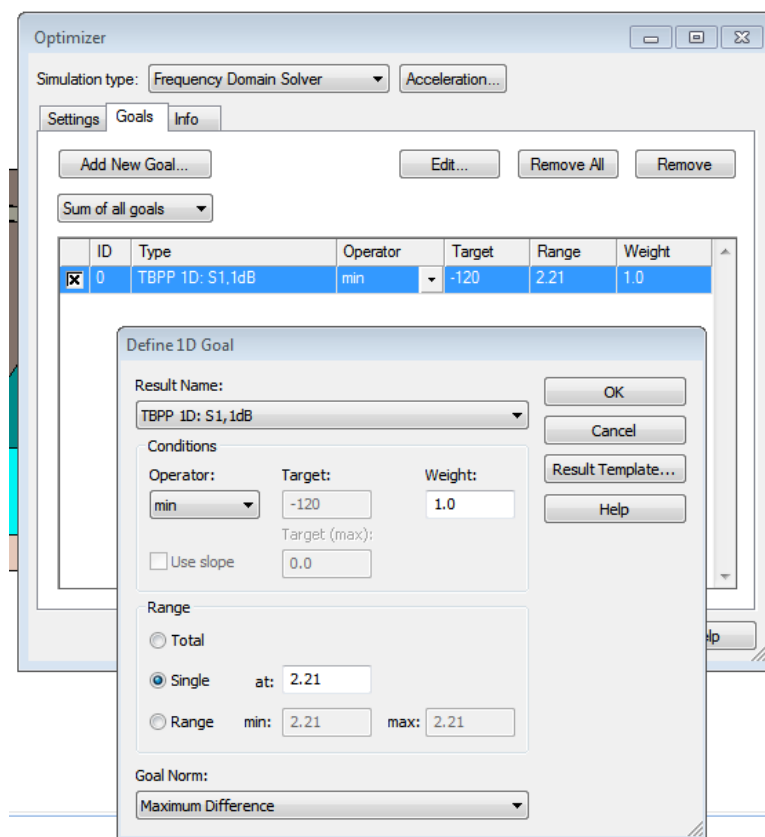 Optimizer
Simulation type: Frequency Domain Solver Acceleration...
Settings Goals Info
Add New Goal... Edit... Remove All Remove
Sum of all goals
ID Type Operator Target Range Weight
0 TBPP 1D: S1,1dB min -120 2.21 1.0
Define 1D Goal
Result Name:
TBPP 1D: S1,1dB
OK
Conditions
Cancel
Operator: Target: Weight:
Result Template...
min -120 1.0
Help
Target (max):
Use slope 0.0
Range
Total
Single at: 2.21
Range min: 2.21 max: 2.21
Goal Norm:
Maximum Difference